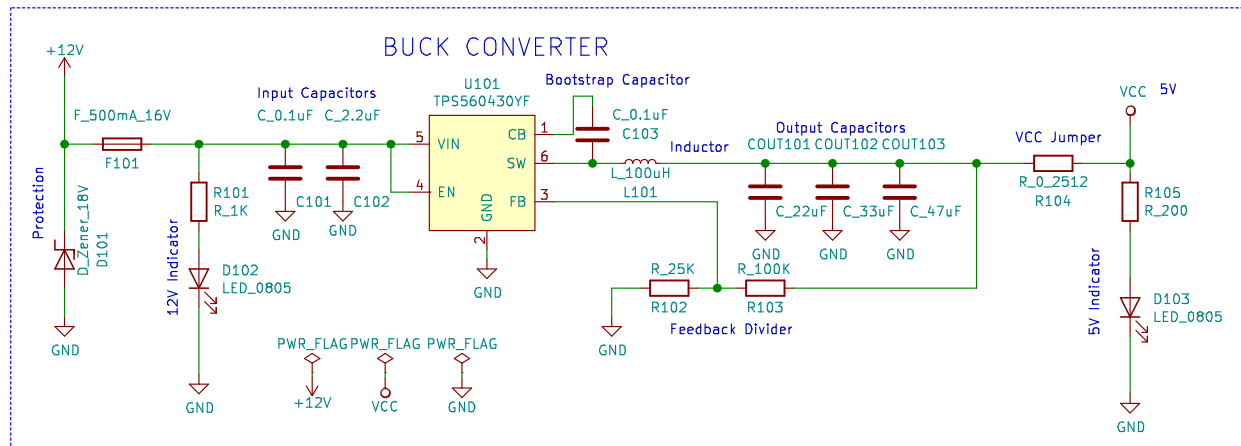 BUCK CONVERTER
+12V
F_500mA_16V
F101
Protection
D_Zener_18V
D101
GND
R101
R_1K
12V Indicator
D102
LED_0805
GND
Input Capacitors
C_0.1uF
C_2.2uF
C101
C102
GND
GND
U101
TPS560430YF
5
VIN
4
EN
CB
1
SW
6
FB
3
GND
2
GND
Bootstrap Capacitor
C_0.1uF
C103
Inductor
L_100uH
L101
Output Capacitors
COUT101
COUT102
COUT103
C_22uF
C_33uF
C_47uF
GND
GND
GND
R_25K
R102
R_100K
R103
Feedback Divider
GND
VCC Jumper
R_0_2512
R104
VCC
5V
R105
R_200
5V Indicator
D103
LED_0805
GND
PWR_FLAG
PWR_FLAG
PWR_FLAG
+12V
VCC
GND